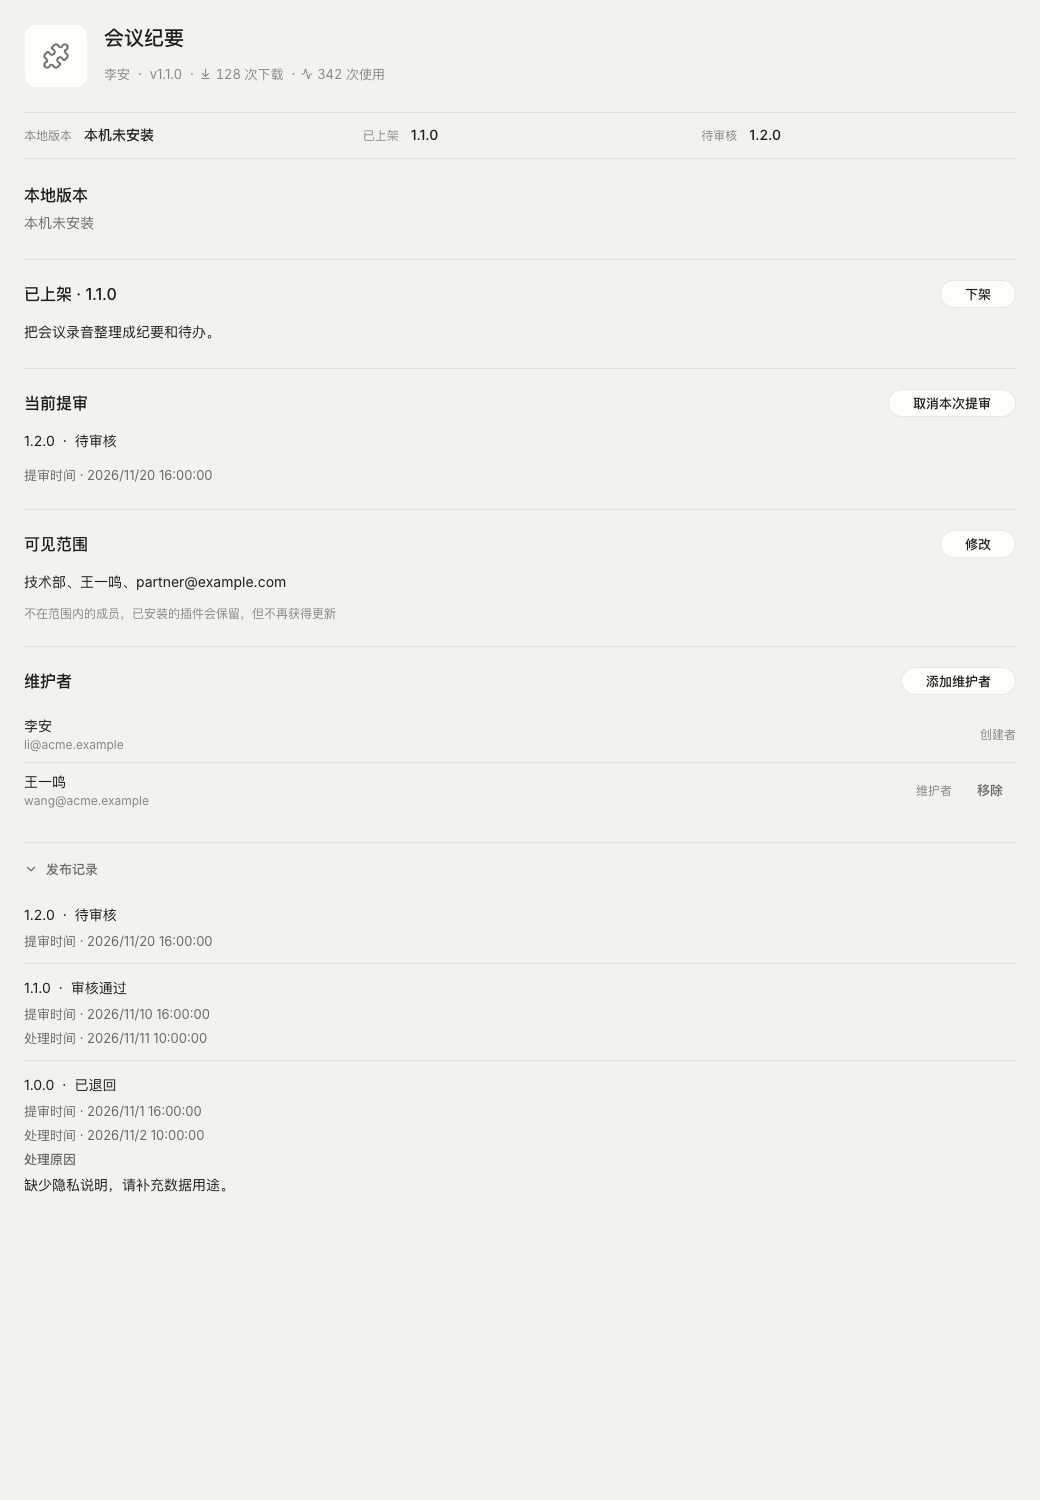 会议纪要
李安 · v1.1.0 · 128 次下载 · 342 次使用
本地版本 本机未安装 已上架 1.1.0 待审核 1.2.0
本地版本
本机未安装
已上架 · 1.1.0 下架
把会议录音整理成纪要和待办。
当前提审 取消本次提审
1.2.0 · 待审核
提审时间 · 2026/11/20 16:00:00
可见范围 修改
技术部、王一鸣、partner@example.com
不在范围内的成员，已安装的插件会保留，但不再获得更新
维护者 添加维护者
李安
li@acme.example 创建者
王一鸣
wang@acme.example 维护者 移除
发布记录
1.2.0 · 待审核
提审时间 · 2026/11/20 16:00:00
1.1.0 · 审核通过
提审时间 · 2026/11/10 16:00:00
处理时间 · 2026/11/11 10:00:00
1.0.0 · 已退回
提审时间 · 2026/11/1 16:00:00
处理时间 · 2026/11/2 10:00:00
处理原因
缺少隐私说明，请补充数据用途。